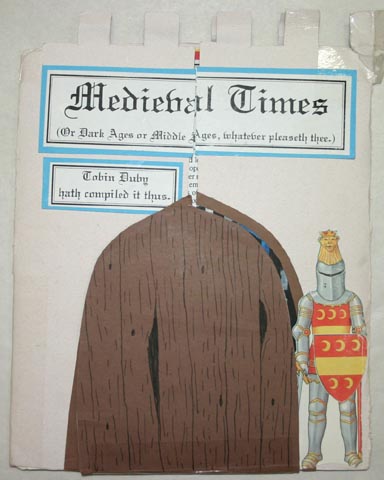 Medieval Times
(Or Dark Ages or Middle Ages, whatever pleaseth thee.)
Tobin Duby
hath compiled it thus.